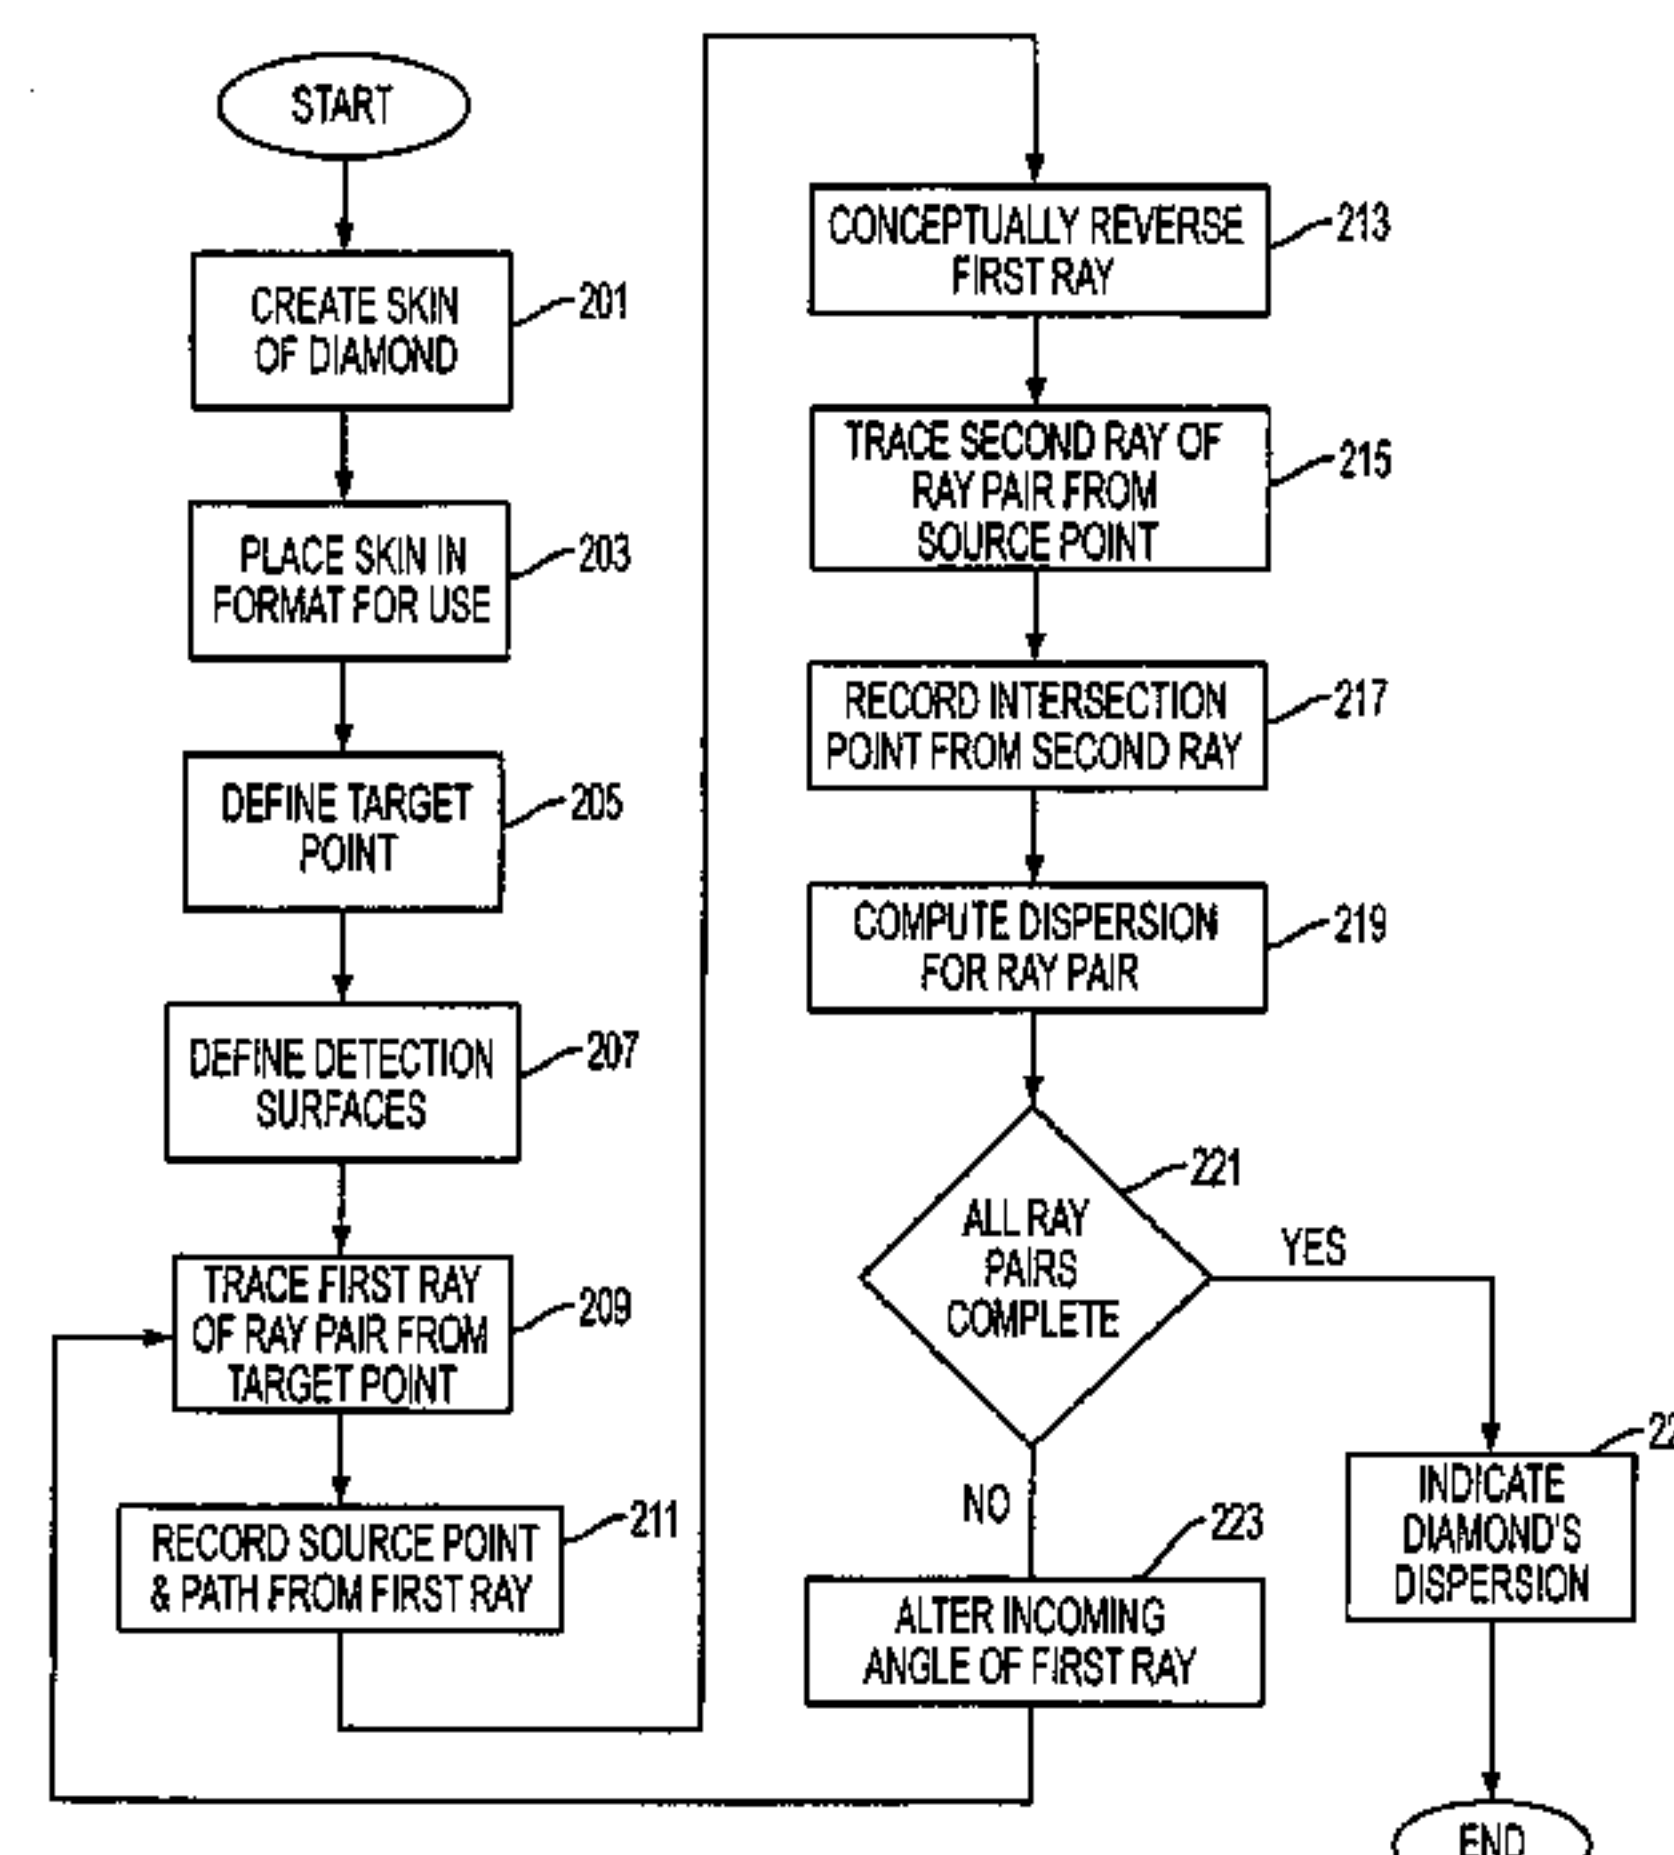 START
CREATE SKIN
OF DIAMOND
201
PLACE SKIN IN
FORMAT FOR USE
203
DEFINE TARGET
POINT
205
DEFINE DETECTION
SURFACES
207
TRACE FIRST RAY
OF RAY PAIR FROM
TARGET POINT
209
RECORD SOURCE POINT
& PATH FROM FIRST RAY
211
CONCEPTUALLY REVERSE
FIRST RAY
213
TRACE SECOND RAY OF
RAY PAIR FROM
SOURCE POINT
215
RECORD INTERSECTION
POINT FROM SECOND RAY
217
COMPUTE DISPERSION
FOR RAY PAIR
219
ALL RAY
PAIRS
COMPLETE
221
YES
NO
ALTER INCOMING
ANGLE OF FIRST RAY
223
INDICATE
DIAMOND'S
DISPERSION
END